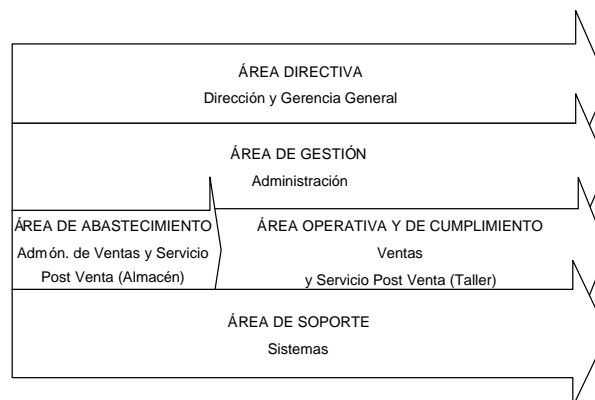 ÁREA DIRECTIVA
Dirección y Gerencia General
ÁREA DE GESTIÓN
Administración
ÁREA DE ABASTECIMIENTO
Admón. de Ventas y Servicio
Post Venta (Almacén)
ÁREA OPERATIVA Y DE CUMPLIMIENTO
Ventas
y Servicio Post Venta (Taller)
ÁREA DE SOPORTE
Sistemas